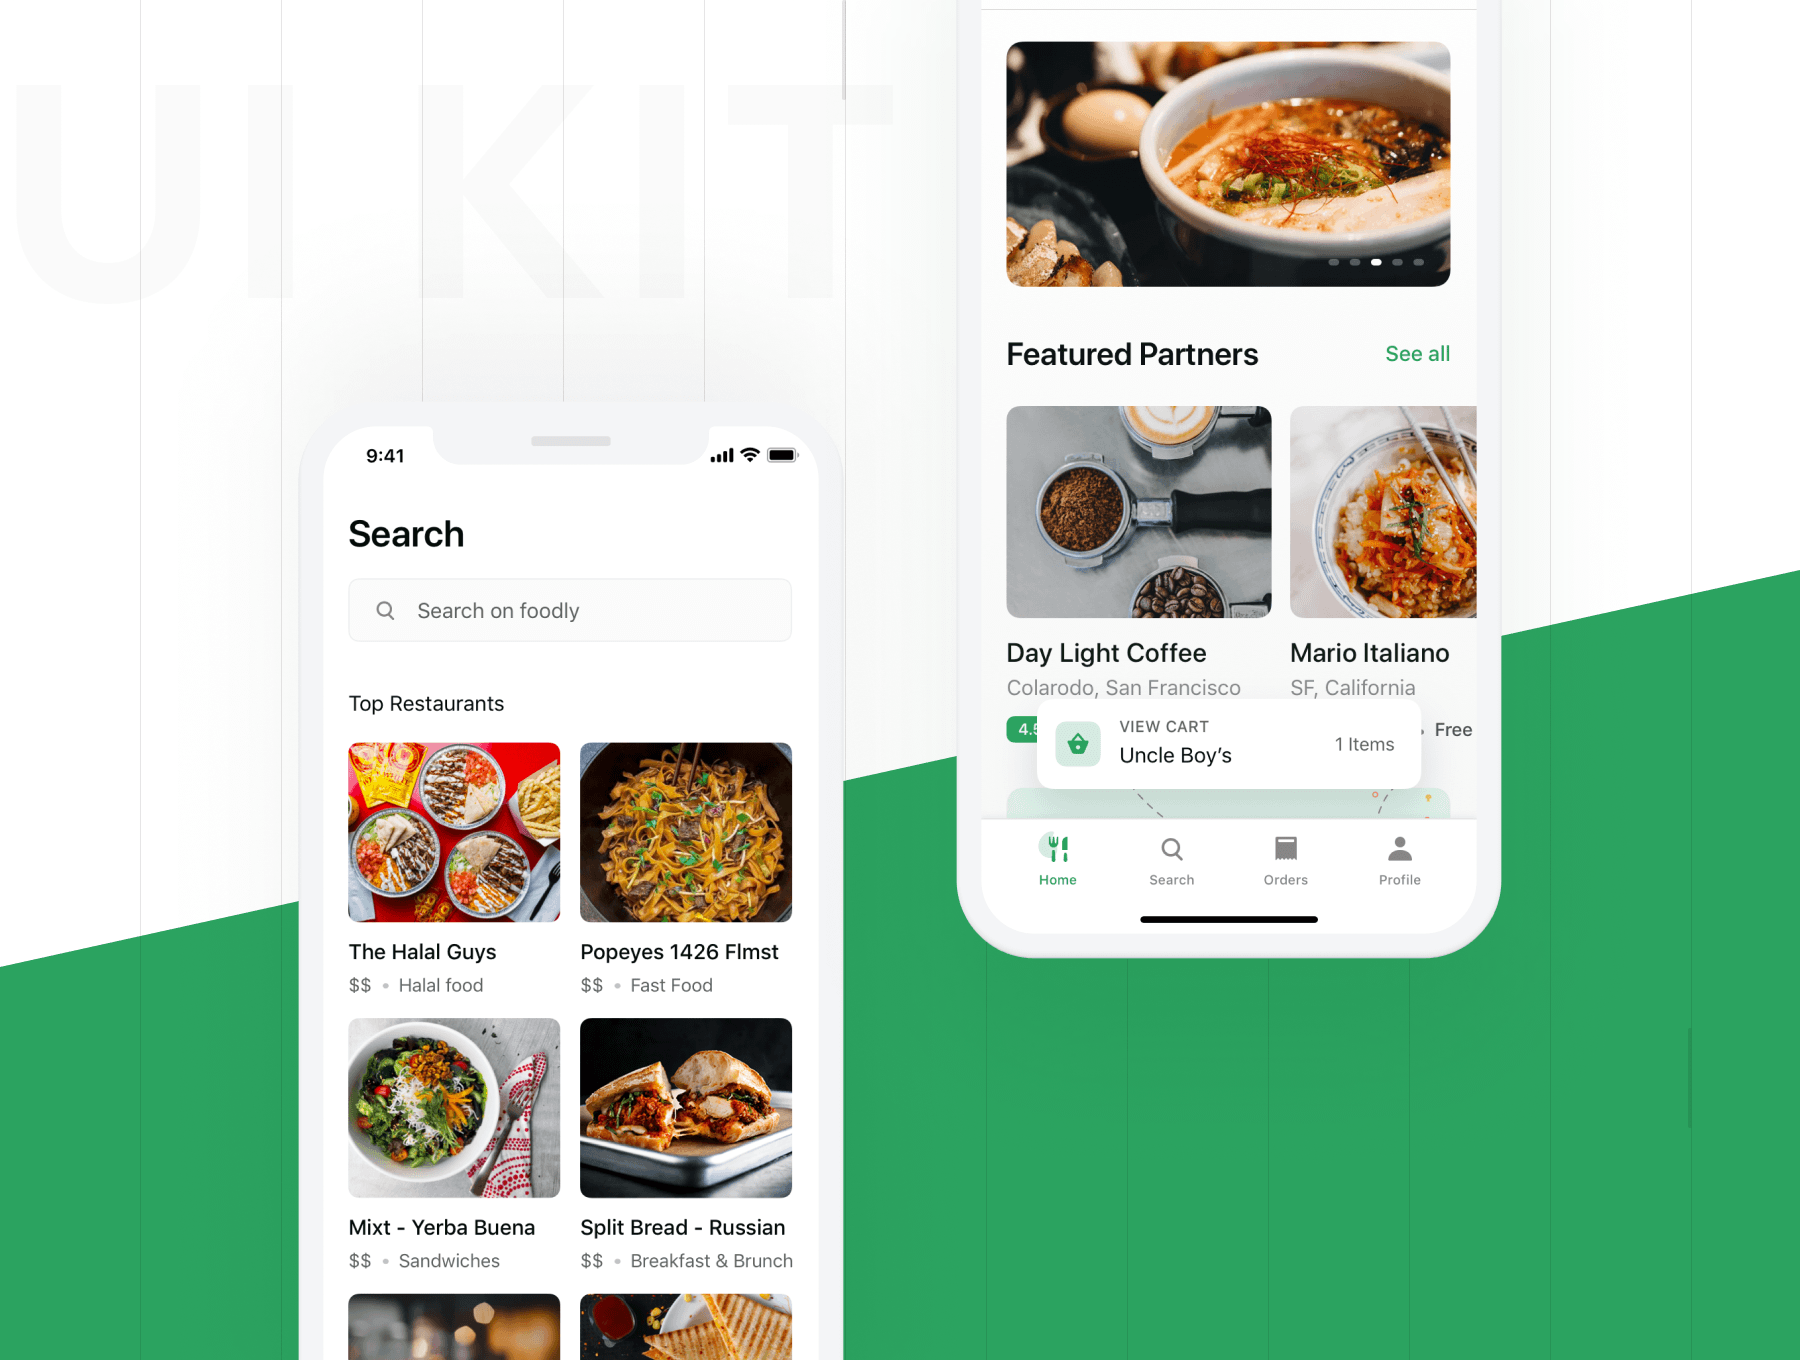 UI KIT
9:41
Search
Search on foodly
Top Restaurants
The Halal Guys
$$ • Halal food
Popeyes 1426 Flmst
$$ • Fast Food
Mixt - Yerba Buena
$$ • Sandwiches
Split Bread - Russian
$$ • Breakfast & Brunch
Featured Partners
See all
Day Light Coffee
Colarodo, San Francisco
Mario Italiano
SF, California
Free
VIEW CART
Uncle Boy's
1 Items
Home
Search
Orders
Profile